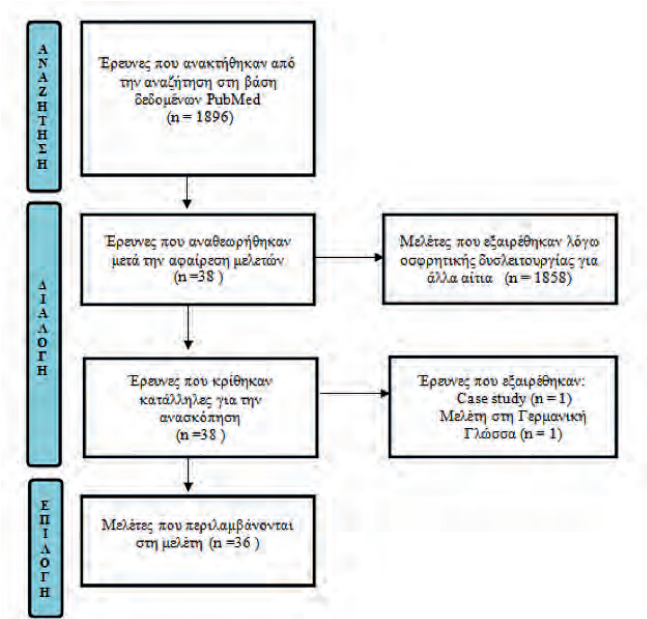 ΑΝΑΖΗΤΗΣΗ
Έρευνες που ανακτήθηκαν από
την αναζήτηση στη βάση
δεδομένων PubMed
(n = 1896)
ΔΙΑΛΟΓΗ
Έρευνες που αναθεωρήθηκαν
μετά την αφαίρεση μελετών
(n =38 )
Μελέτες που εξαιρέθηκαν λόγω
οσφρητικής δυσλειτουργίας για
άλλα αίτια (n = 1858)
Έρευνες που κρίθηκαν
κατάλληλες για την
ανασκόπηση
(n =38 )
Έρευνες που εξαιρέθηκαν:
Case study (n = 1)
Μελέτη στη Γερμανική
Γλώσσα (n = 1)
ΕΠΙΛΟΓΗ
Μελέτες που περιλαμβάνονται
στη μελέτη (n =36 )